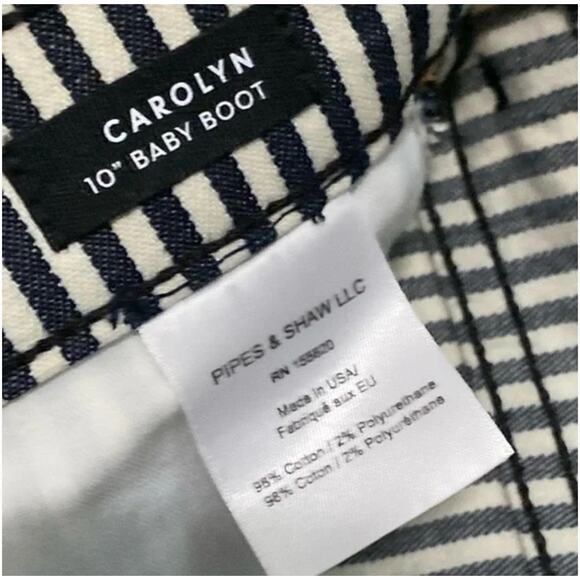 CAROLYN
10" BABY BOOT
PIPES & SHAW LLC
RN 155620
Made in USA/
Fabriqué aux EU
98% Cotton / 2% Polyurethane
98% Coton / 2% Polyuréthane